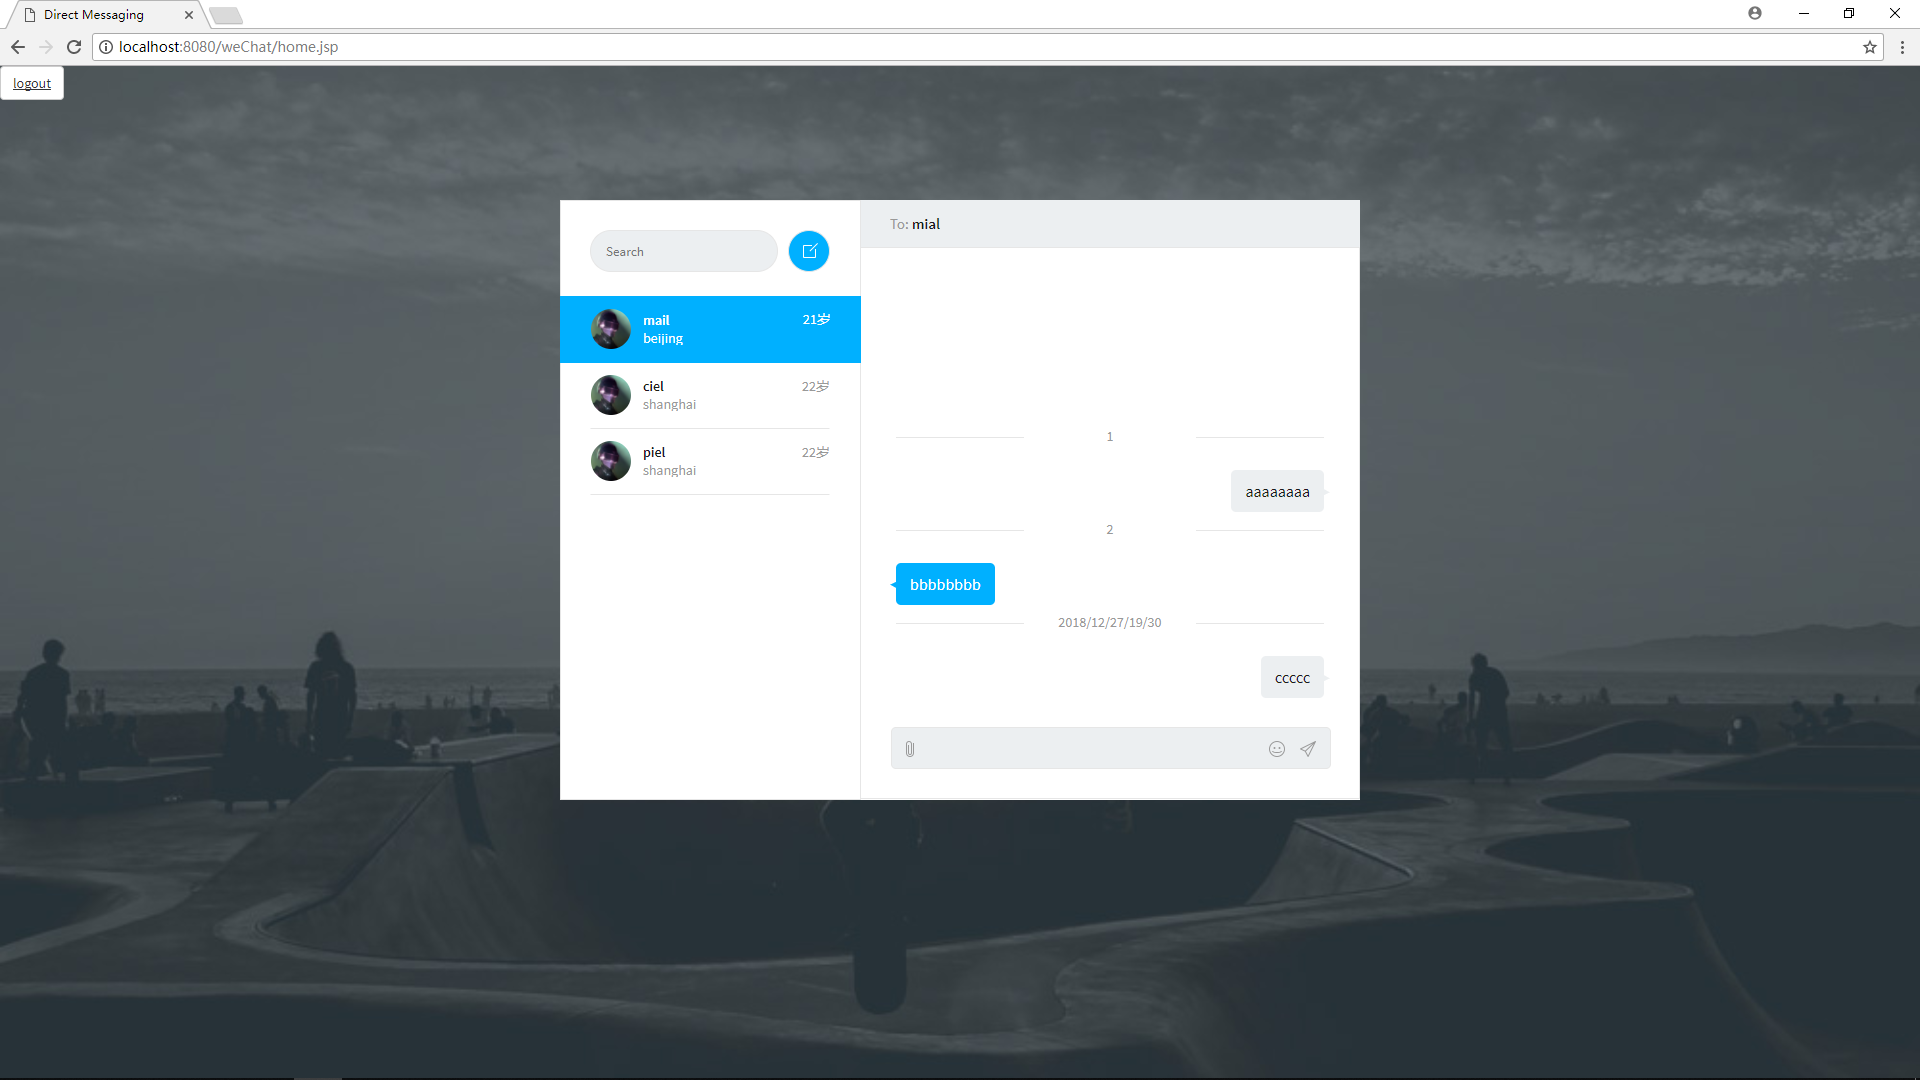 Direct Messaging
localhost:8080/weChat/home.jsp
logout
Search
mail
21岁
beijing
ciel
22岁
shanghai
piel
22岁
shanghai
To: mial
1
aaaaaaaa
2
bbbbbbbb
2018/12/27/19/30
ccccc